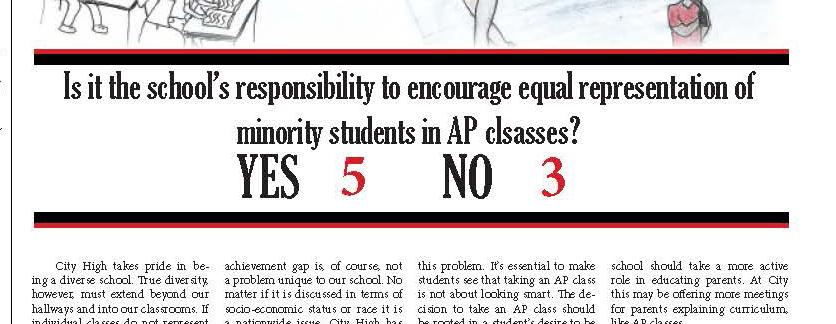 Is it the school's responsibility to encourage equal representation of
minority students in AP clsasses?
YES 5 NO 3
City High takes pride in be-
ing a diverse school. True diversity,
however, must extend beyond our
hallways and into our classrooms. If
individual classes do not represent
achievement gap is, of course, not
a problem unique to our school. No
matter if it is discussed in terms of
socio-economic status or race it is
a nationwide issue. City High has
this problem. It's essential to make
students see that taking an AP class
is not about looking smart. The de-
cision to take an AP class should
be rooted in a student's desire to be
school should take a more active
role in educating parents. At City
this may be offering more meetings
for parents explaining curriculum,
like AP classes